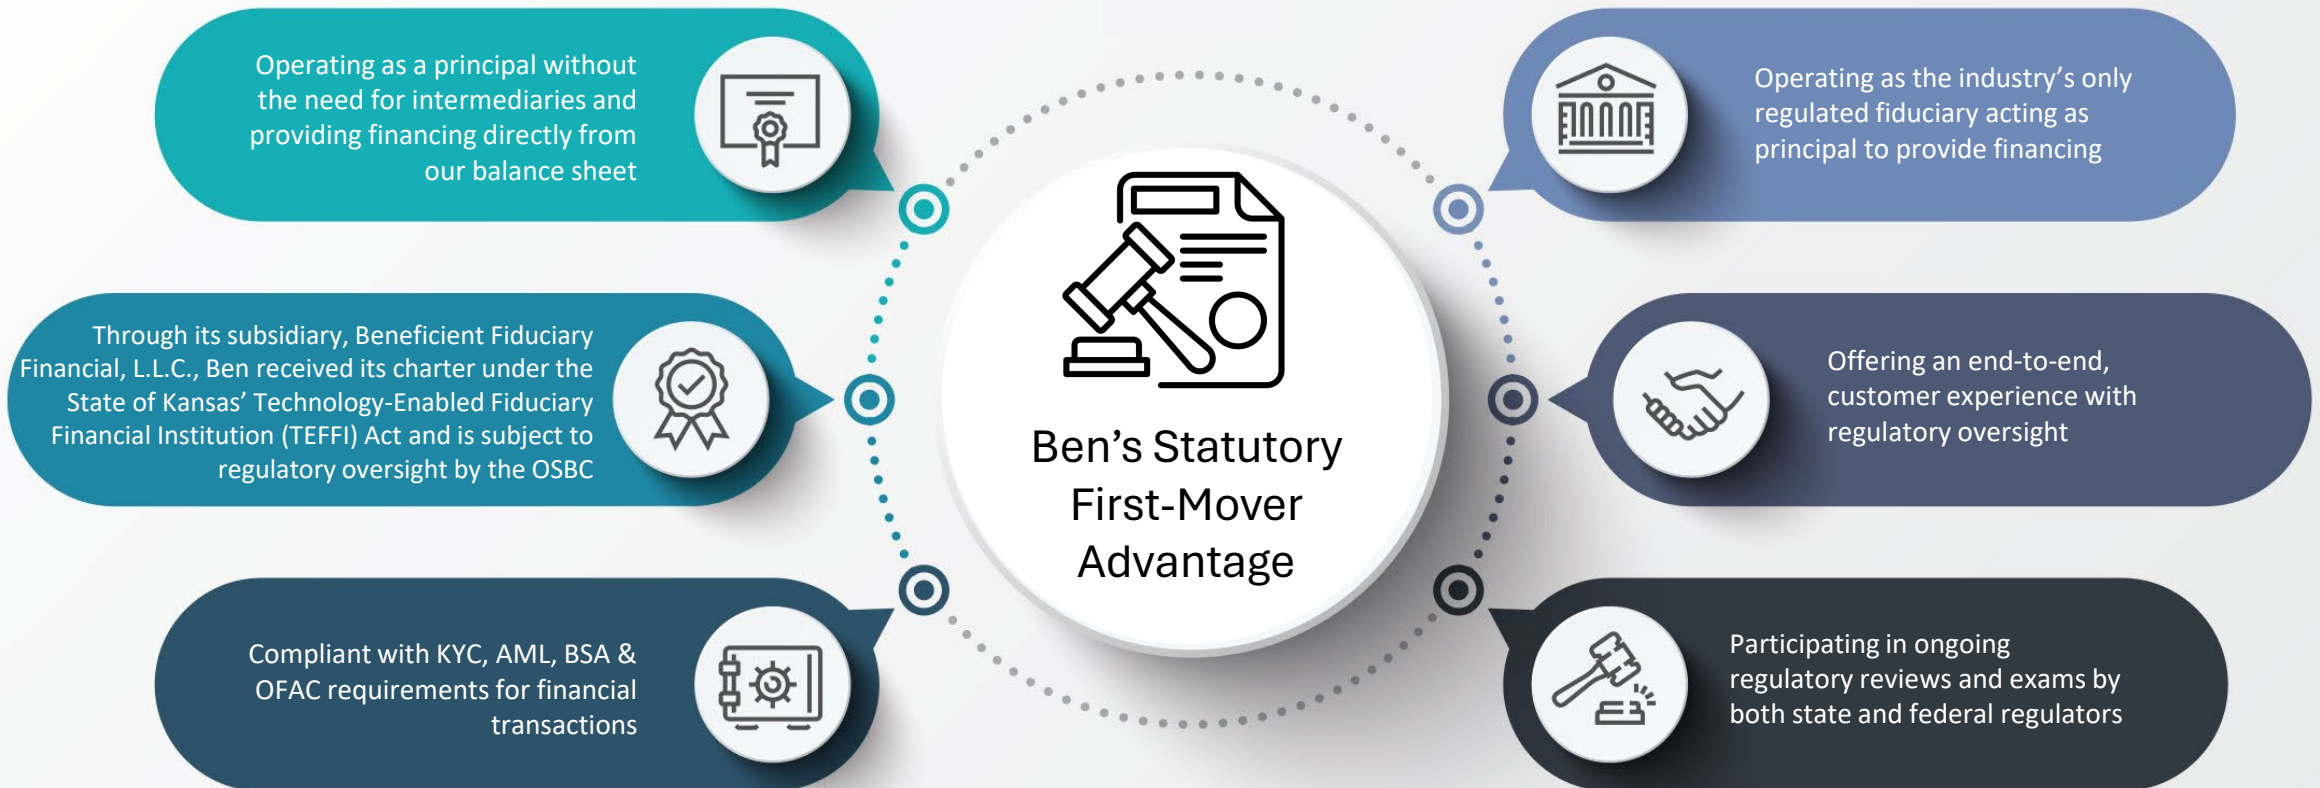 Operating as a principal without
the need for intermediaries and
providing financing directly from
our balance sheet
Through its subsidiary, Beneficient Fiduciary
Financial, L.L.C., Ben received its charter under the
State of Kansas’ Technology-Enabled Fiduciary
Financial Institution (TEFFI) Act and is subject to
regulatory oversight by the OSBC
Compliant with KYC, AML, BSA &
OFAC requirements for financial
transactions
Ben’s Statutory
First-Mover
Advantage
Operating as the industry’s only
regulated fiduciary acting as
principal to provide financing
Offering an end-to-end,
customer experience with
regulatory oversight
Participating in ongoing
regulatory reviews and exams by
both state and federal regulators